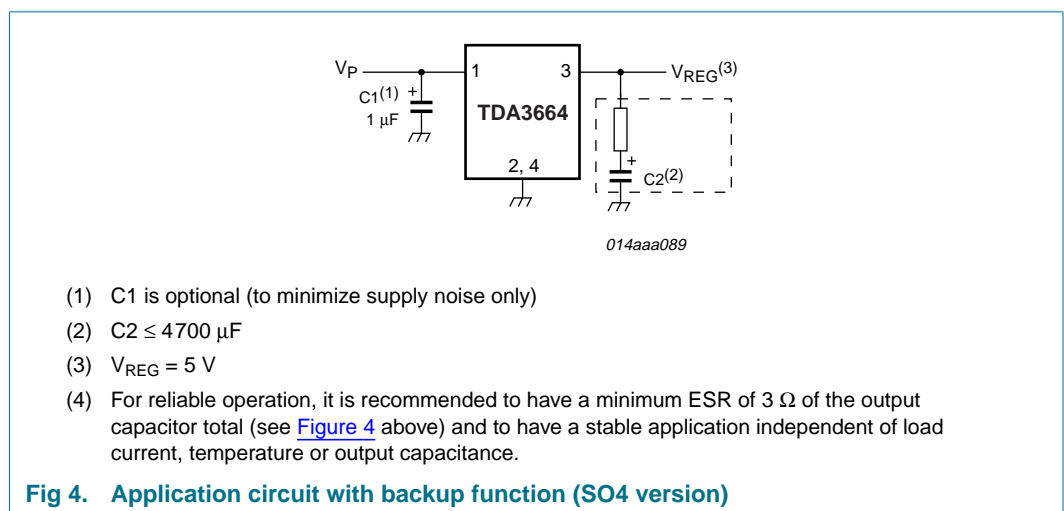 V_P
1
3
V_REG(3)
C1(1)
+
1 μF
TDA3664
2, 4
+
C2(2)
014aaa089
(1) C1 is optional (to minimize supply noise only)
(2) C2 ≤ 4700 μF
(3) V_REG = 5 V
(4) For reliable operation, it is recommended to have a minimum ESR of 3 Ω of the output
capacitor total (see Figure 4 above) and to have a stable application independent of load
current, temperature or output capacitance.
Fig 4. Application circuit with backup function (SO4 version)